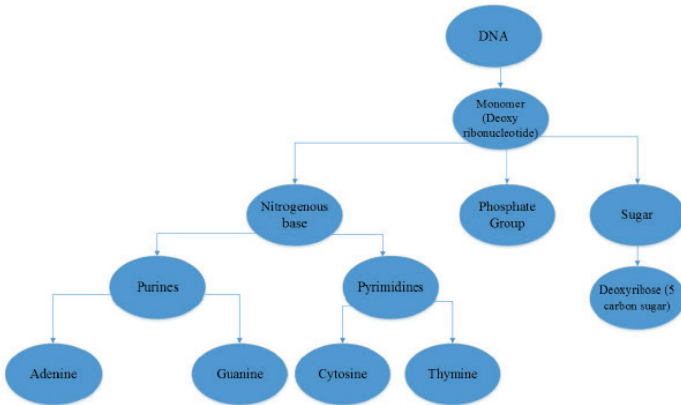 DNA
Monomer
(Deoxy
ribonucleotide)
Nitrogenous
base
Phosphate
Group
Sugar
Purines
Pyrimidines
Deoxyribose (5
carbon sugar)
Adenine
Guanine
Cytosine
Thymine